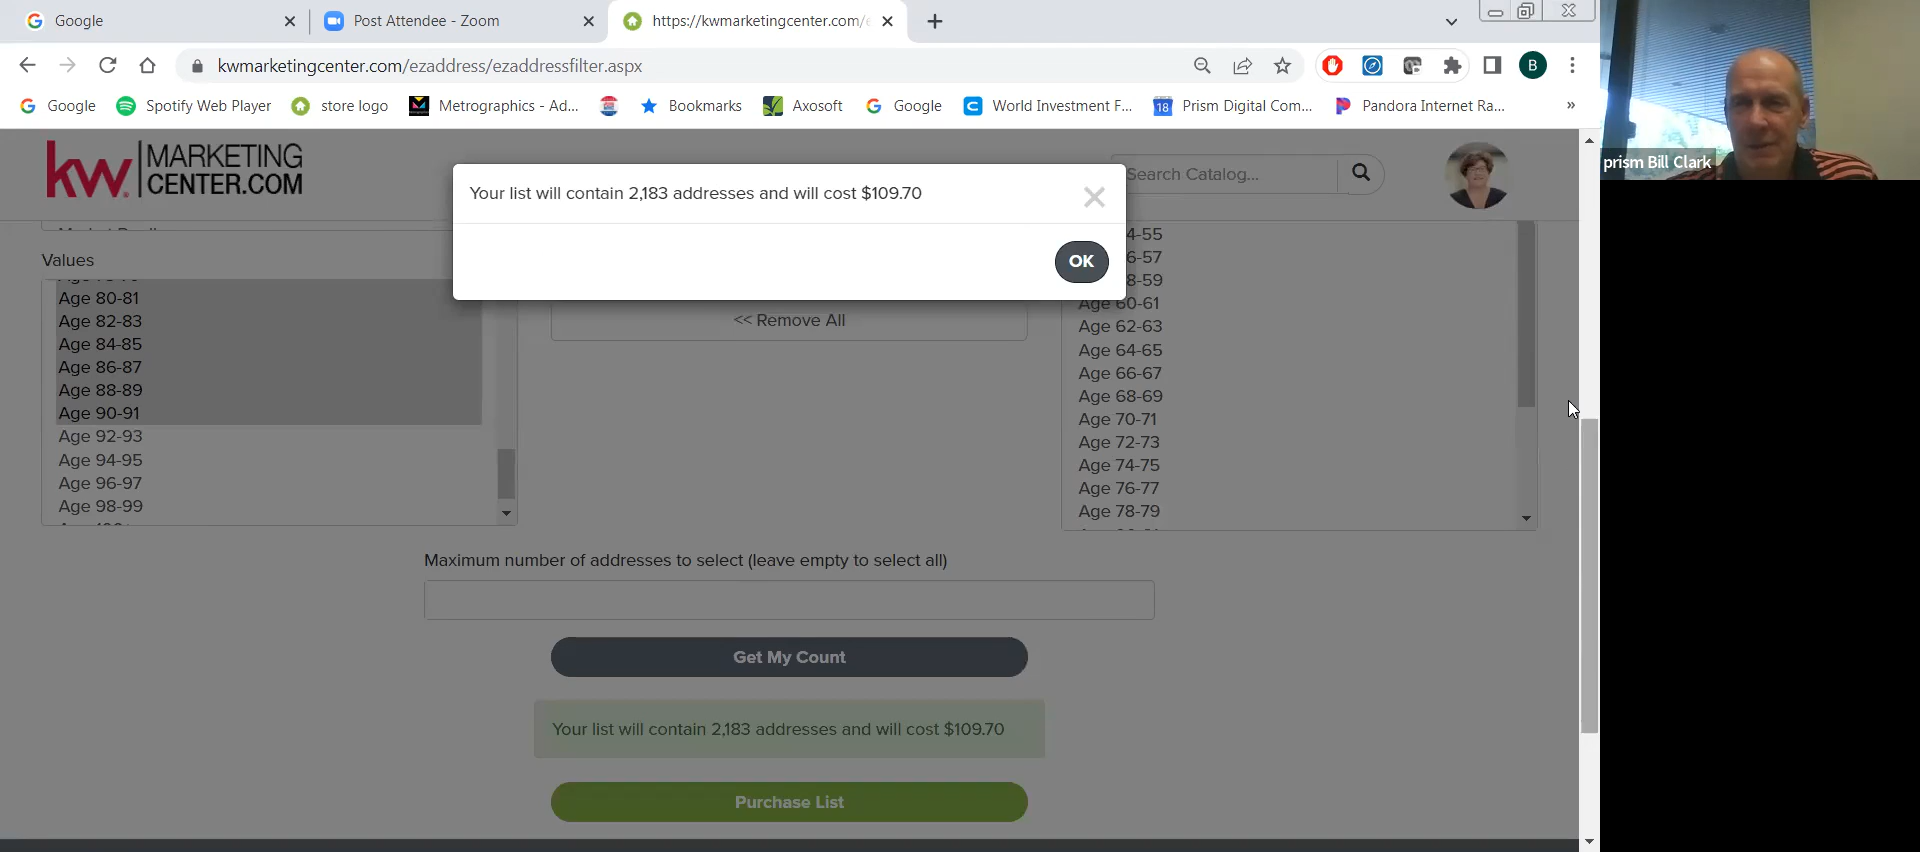 Google
Post Attendee - Zoom
https://kwmarketingcenter.com/e
kwmarketingcenter.com/ezaddress/ezaddressfilter.aspx
B
Google
Spotify Web Player
store logo
Metrographics - Ad...
Bookmarks
Axosoft
Google
World Investment F...
18
Prism Digital Com...
Pandora Internet Ra...
»
prism Bill Clark
kw MARKETING
CENTER.COM
Search Catalog...
Your list will contain 2,183 addresses and will cost $109.70
OK
Values
Age 80-81
Age 82-83
Age 84-85
Age 86-87
Age 88-89
Age 90-91
Age 92-93
Age 94-95
Age 96-97
Age 98-99
<< Remove All
4-55
6-57
8-59
Age 60-61
Age 62-63
Age 64-65
Age 66-67
Age 68-69
Age 70-71
Age 72-73
Age 74-75
Age 76-77
Age 78-79
Maximum number of addresses to select (leave empty to select all)
Get My Count
Your list will contain 2,183 addresses and will cost $109.70
Purchase List